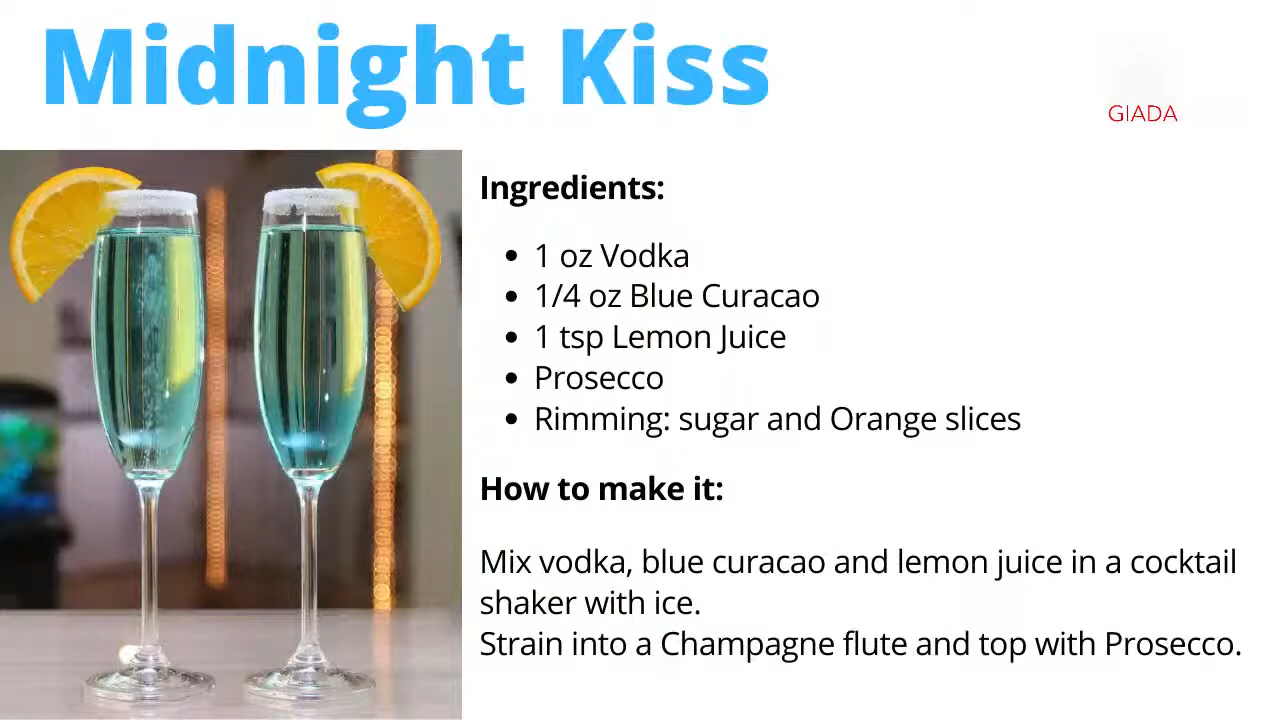 Midnight Kiss
GIADA
Ingredients:
• 1 oz Vodka
• 1/4 oz Blue Curacao
• 1 tsp Lemon Juice
• Prosecco
• Rimming: sugar and Orange slices
How to make it:
Mix vodka, blue curacao and lemon juice in a cocktail
shaker with ice.
Strain into a Champagne flute and top with Prosecco.